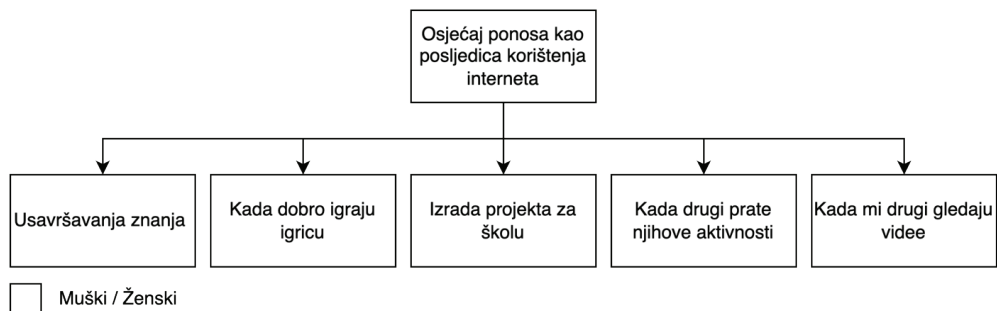 Osjećaj ponosa kao
posljedica korištenja
interneta
Usavršavanja znanja
Kada dobro igraju
igricu
Izrada projekta za
školu
Kada drugi prate
njihove aktivnosti
Kada mi drugi gledaju
videe
Muški / Ženski